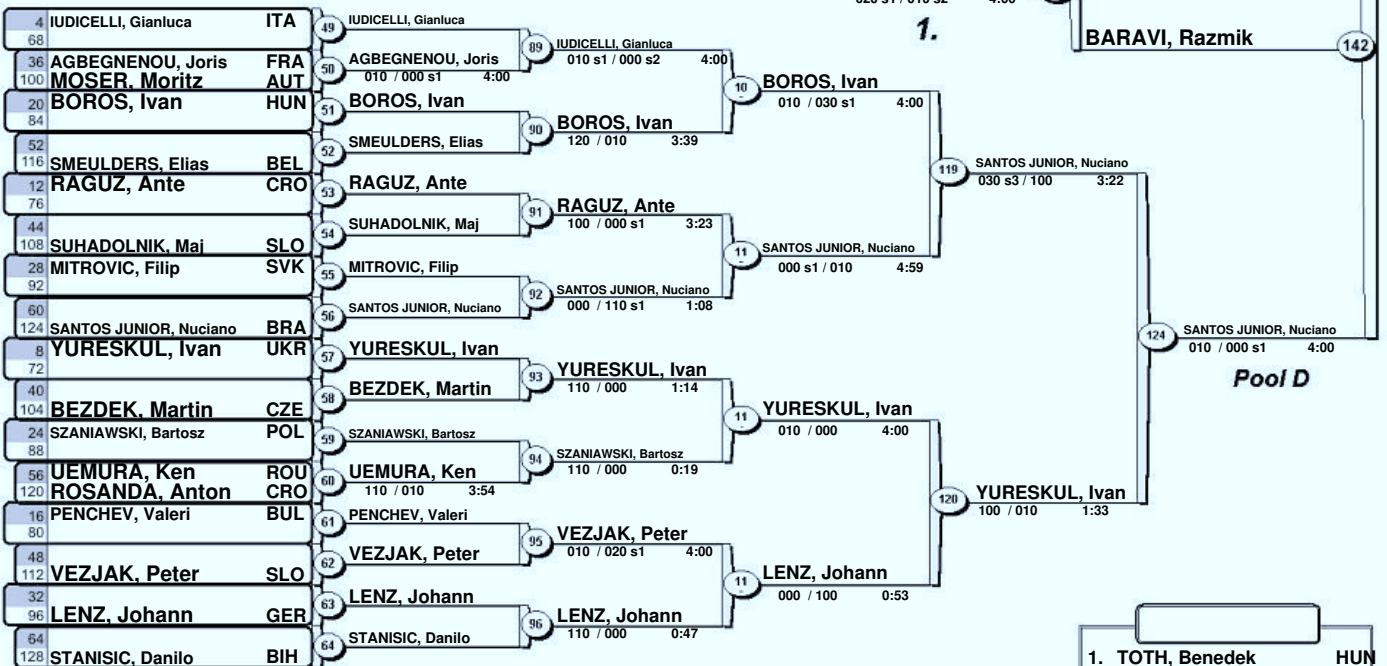 4:00
1.
BARAVI, Razmik
142
4 IUDICELLI, Gianluca ITA
68
49
IUDICELLI, Gianluca
89
IUDICELLI, Gianluca
010 s1 / 000 s2 4:00
36 AGBEGNENOU, Joris FRA
100 MOSER, Moritz AUT
50
AGBEGNENOU, Joris
010 / 000 s1 4:00
10
BOROS, Ivan
010 / 030 s1 4:00
20 BOROS, Ivan HUN
84
51
BOROS, Ivan
90
BOROS, Ivan
120 / 010 3:39
52
116 SMEULDERS, Elias BEL
52
SMEULDERS, Elias
119
SANTOS JUNIOR, Nuciano
030 s3 / 100 3:22
12 RAGUZ, Ante CRO
76
53
RAGUZ, Ante
91
RAGUZ, Ante
100 / 000 s1 3:23
44
108 SUHADOLNIK, Maj SLO
54
SUHADOLNIK, Maj
11
SANTOS JUNIOR, Nuciano
000 s1 / 010 4:59
28 MITROVIC, Filip SVK
92
55
MITROVIC, Filip
92
SANTOS JUNIOR, Nuciano
000 / 110 s1 1:08
60
124 SANTOS JUNIOR, Nuciano BRA
56
SANTOS JUNIOR, Nuciano
124
SANTOS JUNIOR, Nuciano
010 / 000 s1 4:00
Pool D
8 YURESKUL, Ivan UKR
72
57
YURESKUL, Ivan
93
YURESKUL, Ivan
110 / 000 1:14
40
104 BEZDEK, Martin CZE
58
BEZDEK, Martin
11
YURESKUL, Ivan
010 / 000 4:00
24 SZANIAWSKI, Bartosz POL
88
59
SZANIAWSKI, Bartosz
94
SZANIAWSKI, Bartosz
110 / 000 0:19
56 UEMURA, Ken ROU
120 ROSANDA, Anton CRO
60
UEMURA, Ken
110 / 010 3:54
120
YURESKUL, Ivan
100 / 010 1:33
16 PENCHEV, Valeri BUL
80
61
PENCHEV, Valeri
95
VEZJAK, Peter
010 / 020 s1 4:00
48
112 VEZJAK, Peter SLO
62
VEZJAK, Peter
11
LENZ, Johann
000 / 100 0:53
32
96 LENZ, Johann GER
63
LENZ, Johann
96
LENZ, Johann
110 / 000 0:47
64
128 STANISIC, Danilo BIH
64
STANISIC, Danilo
1. TOTH, Benedek HUN